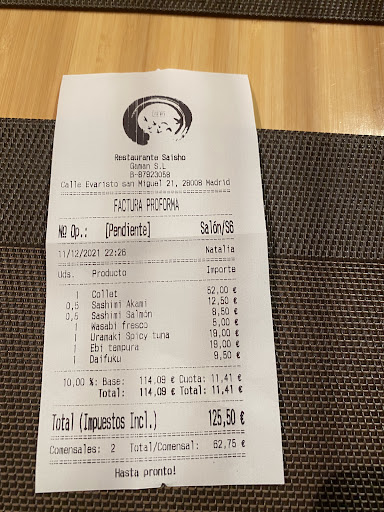 Restaurante Saisho
Gaman S.L
B-87923058
Calle Evaristo san Miguel 21, 28008 Madrid
FACTURA PROFORMA
Nº Op.: [Pendiente] Salón/S6
11/12/2021 22:26 Natalia
Uds. Producto Importe
1 Collet 52,00 €
0,5 Sashimi Akami 12,50 €
0,5 Sashimi Salmón 8,50 €
1 Wasabi fresco 5,00 €
1 Uramaki Spicy tuna 19,00 €
1 Ebi tempura 19,00 €
1 Daifuku 9,50 €
10,00 %: Base: 114,09 € Cuota: 11,41 €
Total: 114,09 € Total: 11,41 €
Total (Impuestos Incl.) 125,50 €
Comensales: 2 Total/Comensal: 62,75 €
Hasta pronto!